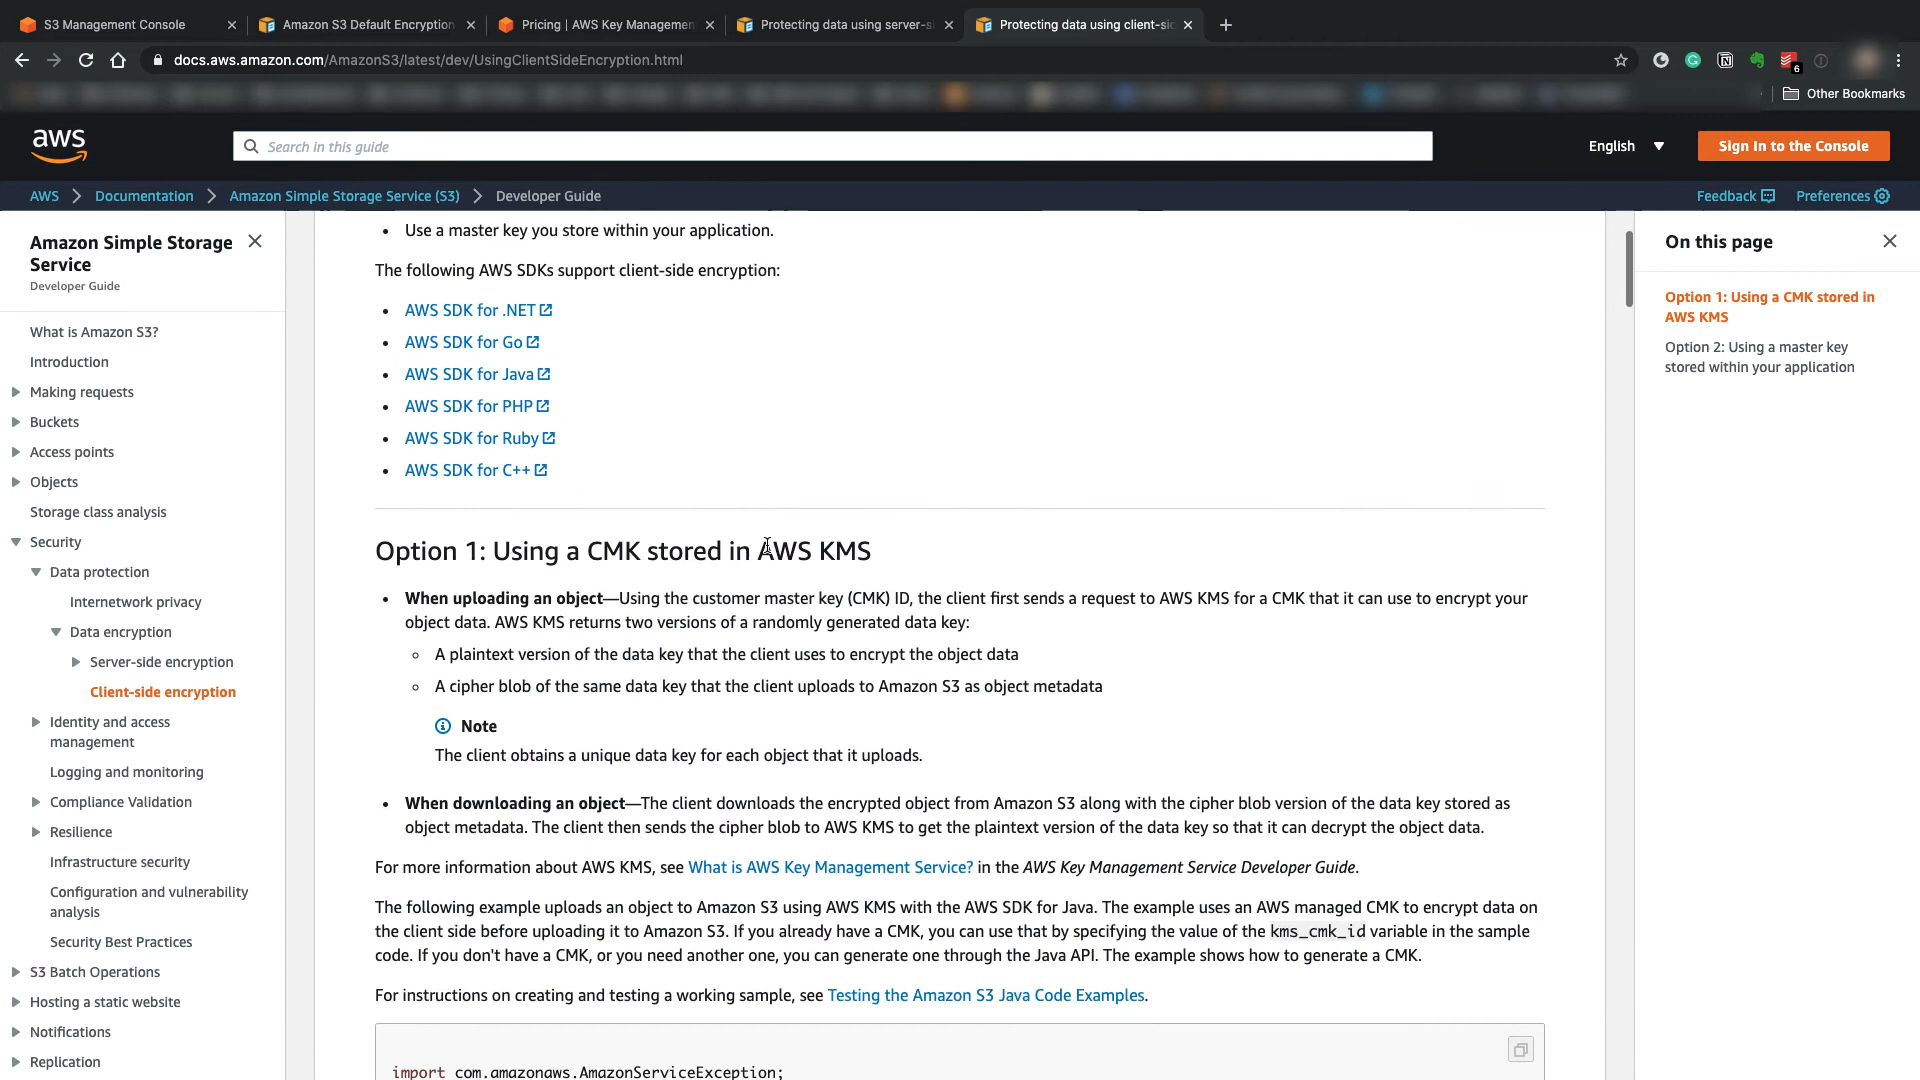 S3 Management Console
Amazon S3 Default Encryption
Pricing | AWS Key Managemen
Protecting data using server-s
Protecting data using client-sid
docs.aws.amazon.com/AmazonS3/latest/dev/UsingClientSideEncryption.html
6
Other Bookmarks
aws
Search in this guide
English
Sign In to the Console
AWS
Documentation
Amazon Simple Storage Service (S3)
Developer Guide
Feedback
Preferences
Amazon Simple Storage
Service
Developer Guide
What is Amazon S3?
Introduction
Making requests
Buckets
Access points
Objects
Storage class analysis
Security
Data protection
Internetwork privacy
Data encryption
Server-side encryption
Client-side encryption
Identity and access
management
Logging and monitoring
Compliance Validation
Resilience
Infrastructure security
Configuration and vulnerability
analysis
Security Best Practices
S3 Batch Operations
Hosting a static website
Notifications
Replication
• Use a master key you store within your application.
The following AWS SDKs support client-side encryption:
• AWS SDK for .NET
• AWS SDK for Go
• AWS SDK for Java
• AWS SDK for PHP
• AWS SDK for Ruby
• AWS SDK for C++
Option 1: Using a CMK stored in AWS KMS
• When uploading an object—Using the customer master key (CMK) ID, the client first sends a request to AWS KMS for a CMK that it can use to encrypt your
object data. AWS KMS returns two versions of a randomly generated data key:
◦ A plaintext version of the data key that the client uses to encrypt the object data
◦ A cipher blob of the same data key that the client uploads to Amazon S3 as object metadata
Note
The client obtains a unique data key for each object that it uploads.
• When downloading an object—The client downloads the encrypted object from Amazon S3 along with the cipher blob version of the data key stored as
object metadata. The client then sends the cipher blob to AWS KMS to get the plaintext version of the data key so that it can decrypt the object data.
For more information about AWS KMS, see What is AWS Key Management Service? in the AWS Key Management Service Developer Guide.
The following example uploads an object to Amazon S3 using AWS KMS with the AWS SDK for Java. The example uses an AWS managed CMK to encrypt data on
the client side before uploading it to Amazon S3. If you already have a CMK, you can use that by specifying the value of the kms_cmk_id variable in the sample
code. If you don't have a CMK, or you need another one, you can generate one through the Java API. The example shows how to generate a CMK.
For instructions on creating and testing a working sample, see Testing the Amazon S3 Java Code Examples.
import com.amazonaws.AmazonServiceException;
On this page
Option 1: Using a CMK stored in
AWS KMS
Option 2: Using a master key
stored within your application